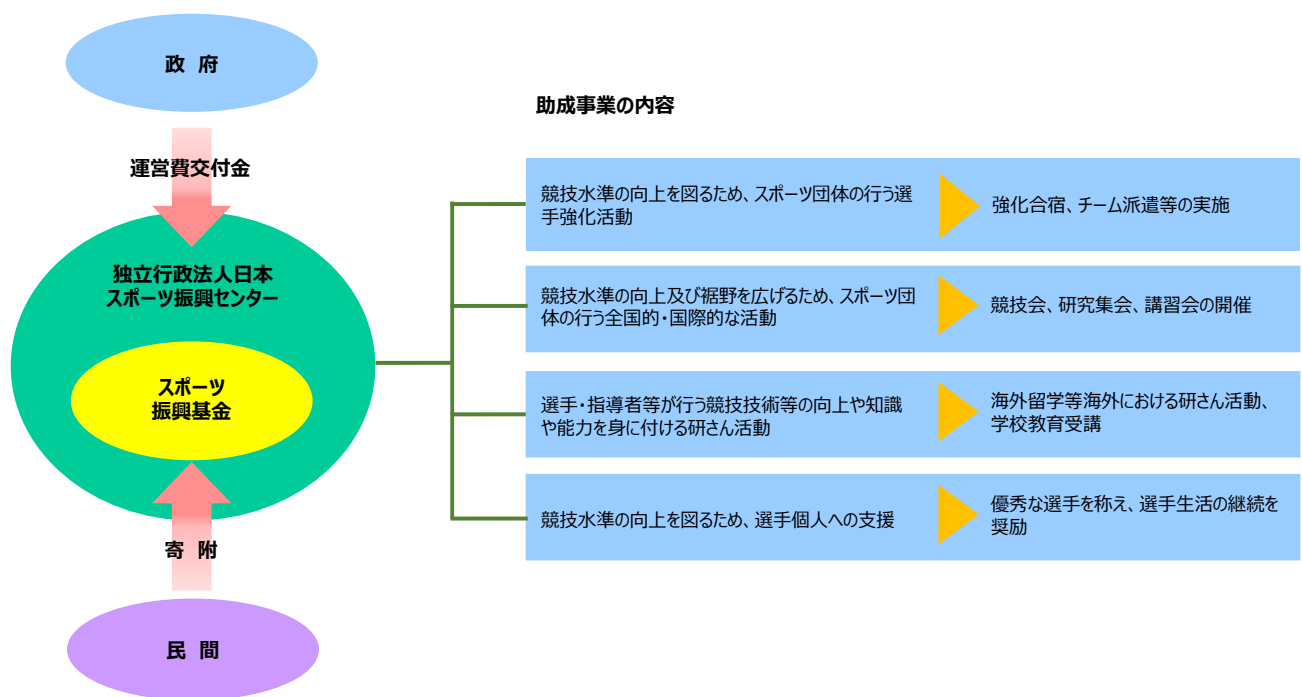 政 府
運営費交付金
独立行政法人日本
スポーツ振興センター
スポーツ
振興基金
寄 附
民 間
助成事業の内容
競技水準の向上を図るため、スポーツ団体の行う選
手強化活動
強化合宿、チーム派遣等の実施
競技水準の向上及び裾野を広げるため、スポーツ団
体の行う全国的・国際的な活動
競技会、研究集会、講習会の開催
選手・指導者等が行う競技技術等の向上や知識
や能力を身に付ける研さん活動
海外留学等海外における研さん活動、
学校教育受講
競技水準の向上を図るため、選手個人への支援
優秀な選手を称え、選手生活の継続を
奨励